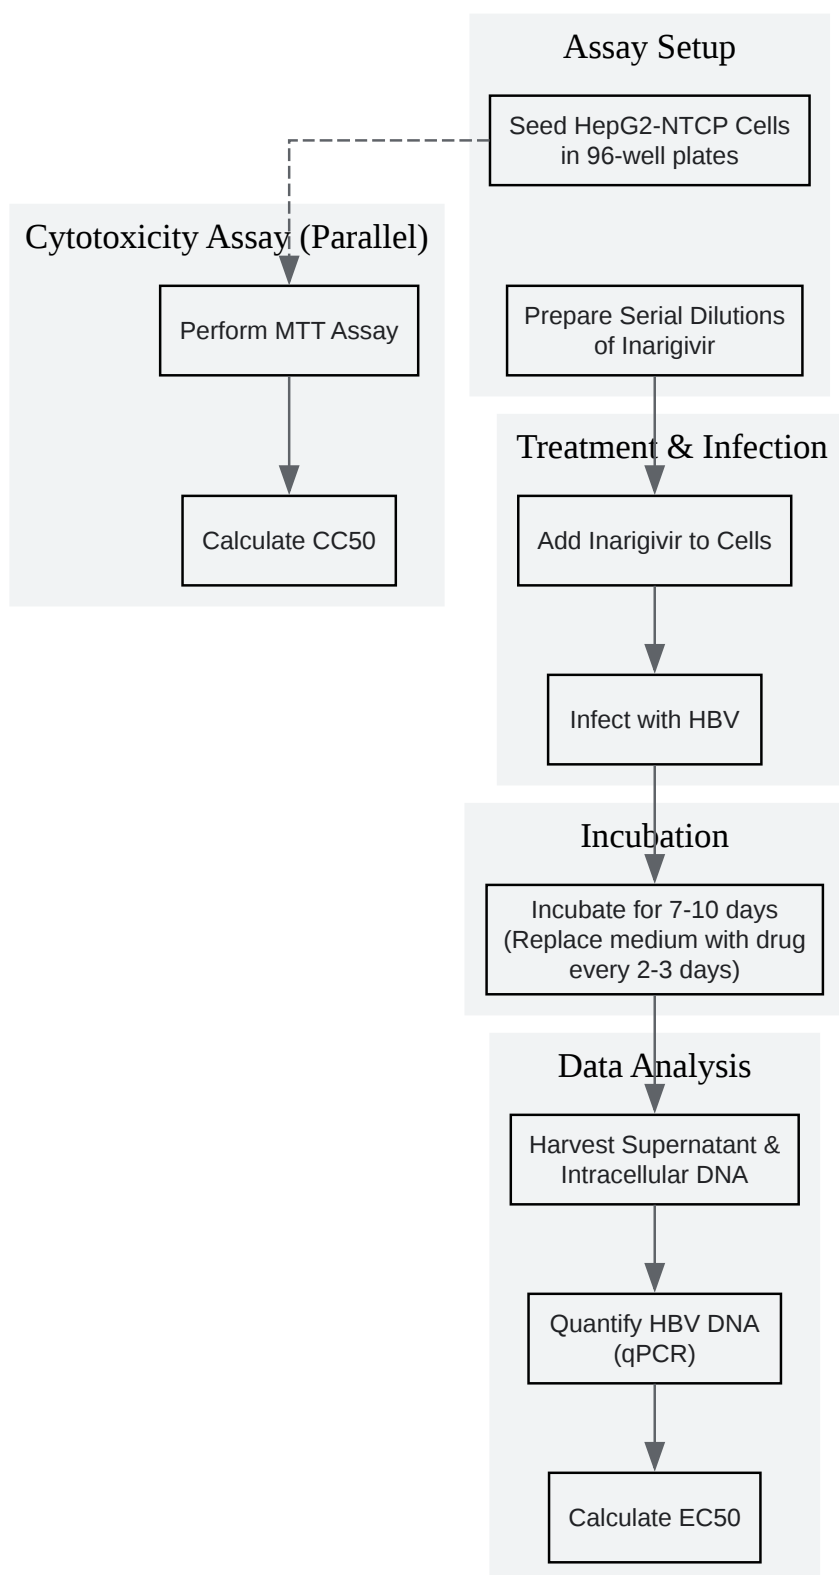 Assay Setup
Seed HepG2-NTCP Cells
in 96-well plates
Cytotoxicity Assay (Parallel)
Perform MTT Assay
Calculate CC50
Prepare Serial Dilutions
of Inarigivir
Treatment & Infection
Add Inarigivir to Cells
Infect with HBV
Incubation
Incubate for 7-10 days
(Replace medium with drug
every 2-3 days)
Data Analysis
Harvest Supernatant &
Intracellular DNA
Quantify HBV DNA
(qPCR)
Calculate EC50